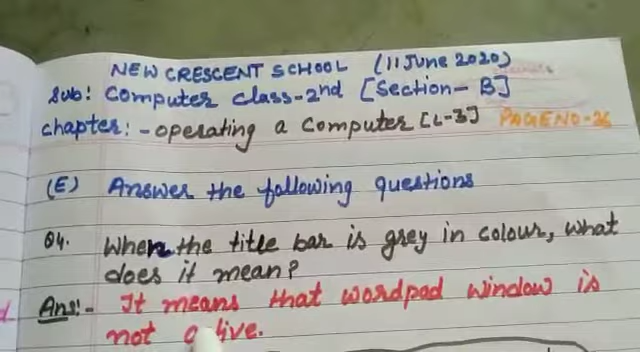 NEW CRESCENT SCHOOL (11 June 2020)
Sub: Computer class-2nd [Section-B]
Chapter:-operating a Computer [L-3] PAGE NO-26
(E) Answer the following questions
Q4. When the title bar is grey in colour, what
does it mean?
Ans:- It means that wordpad window is
not a tive.